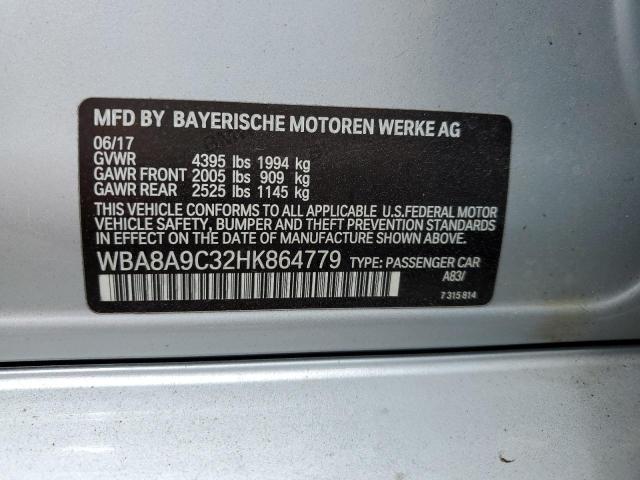 MFD BY BAYERISCHE MOTOREN WERKE AG
06/17
GVWR 4395 lbs 1994 kg
GAWR FRONT 2005 lbs 909 kg
GAWR REAR 2525 lbs 1145 kg
THIS VEHICLE CONFORMS TO ALL APPLICABLE U.S.FEDERAL MOTOR
VEHICLE SAFETY, BUMPER AND THEFT PREVENTION STANDARDS
IN EFFECT ON THE DATE OF MANUFACTURE SHOWN ABOVE.
WBA8A9C32HK864779 TYPE: PASSENGER CAR
A83/
7 315 814